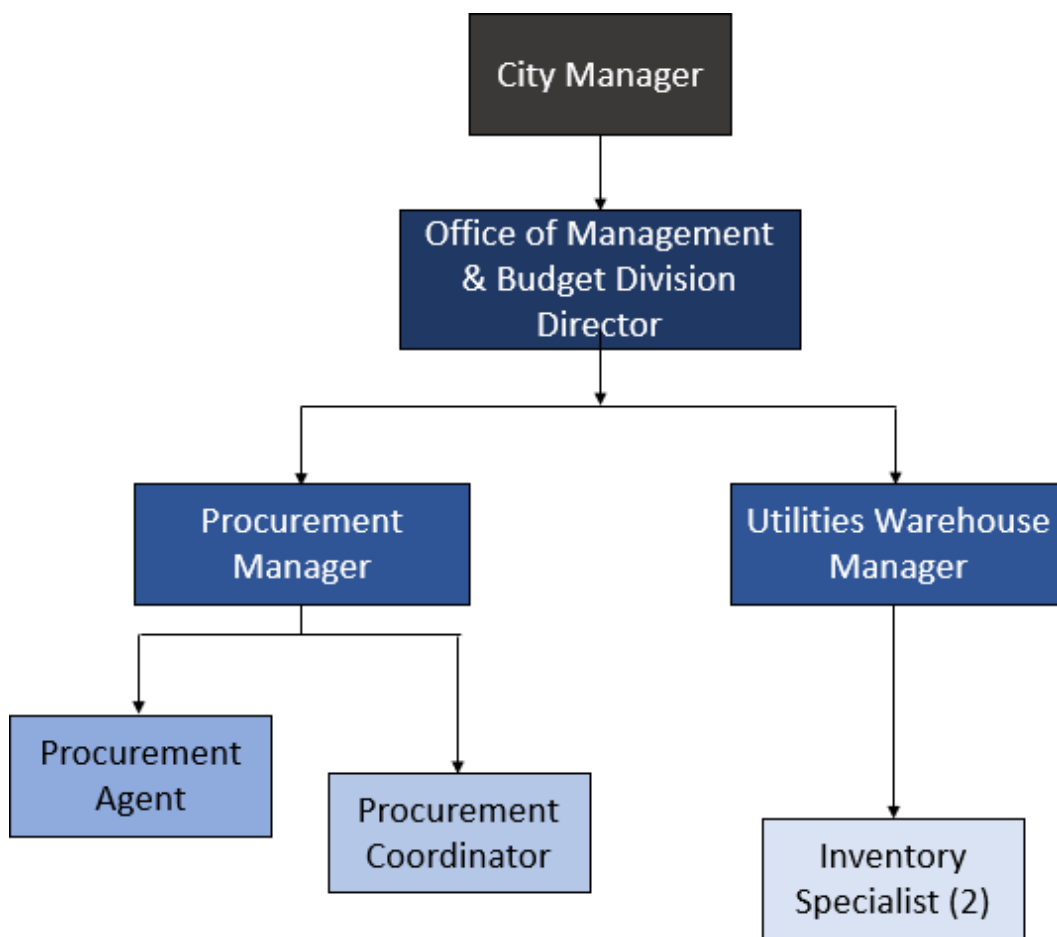 City Manager
Office of Management
& Budget Division
Director
Procurement
Manager
Utilities Warehouse
Manager
Procurement
Agent
Procurement
Coordinator
Inventory
Specialist (2)